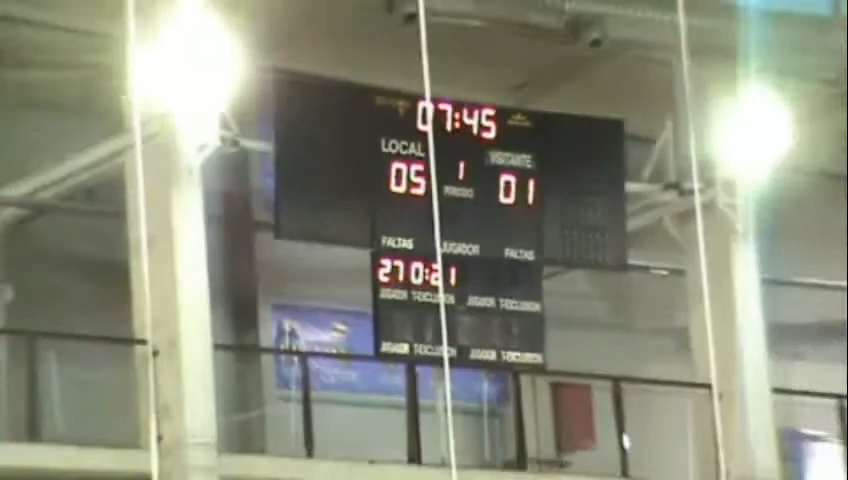 07:45
LOCAL 1 VISITANTE
05 PERIODO 01
FALTAS JUGADOR FALTAS
27 0:21
JUGADOR T-EXCLUSION JUGADOR T-EXCLUSION
JUGADOR T-EXCLUSION JUGADOR T-EXCLUSION